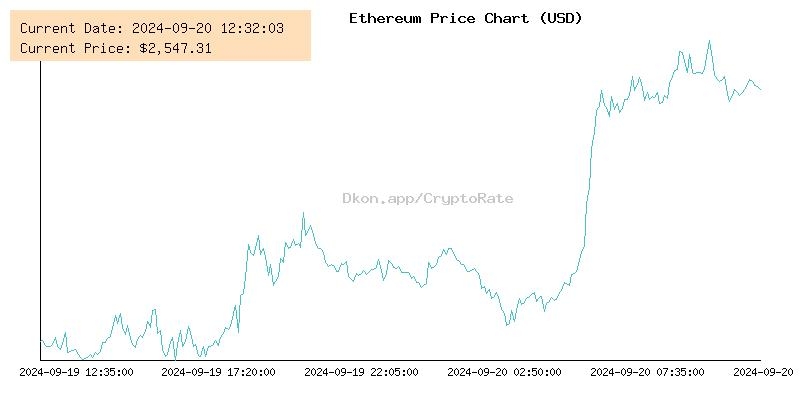 Ethereum Price Chart (USD)
Current Date: 2024-09-20 12:32:03
Current Price: $2,547.31
Dkon.app/CryptoRate
2024-09-19 12:35:00 2024-09-19 17:20:00 2024-09-19 22:05:00 2024-09-20 02:50:00 2024-09-20 07:35:00 2024-09-20